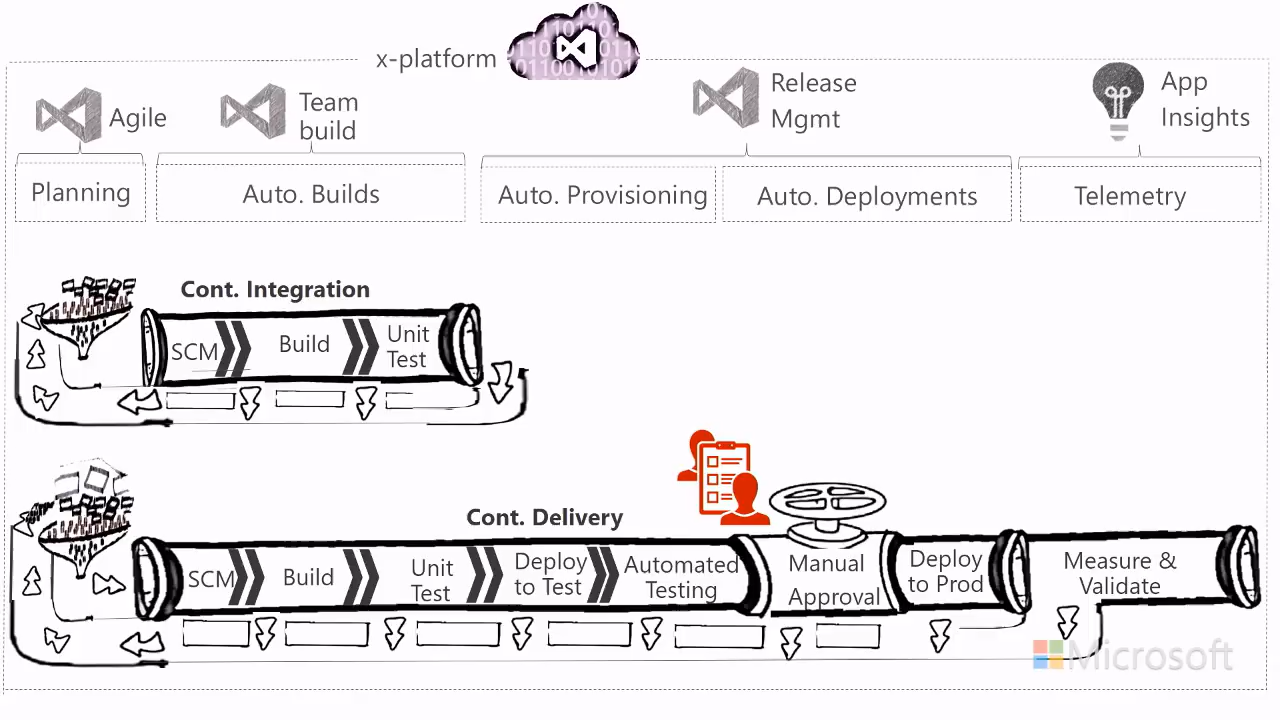 x-platform
Agile
Team
build
Release
Mgmt
App
Insights
Planning
Auto. Builds
Auto. Provisioning
Auto. Deployments
Telemetry
Cont. Integration
SCM
Build
Unit
Test
Cont. Delivery
SCM
Build
Unit
Test
Deploy
to Test
Automated
Testing
Manual
Approval
Deploy
to Prod
Measure &
Validate
Microsoft